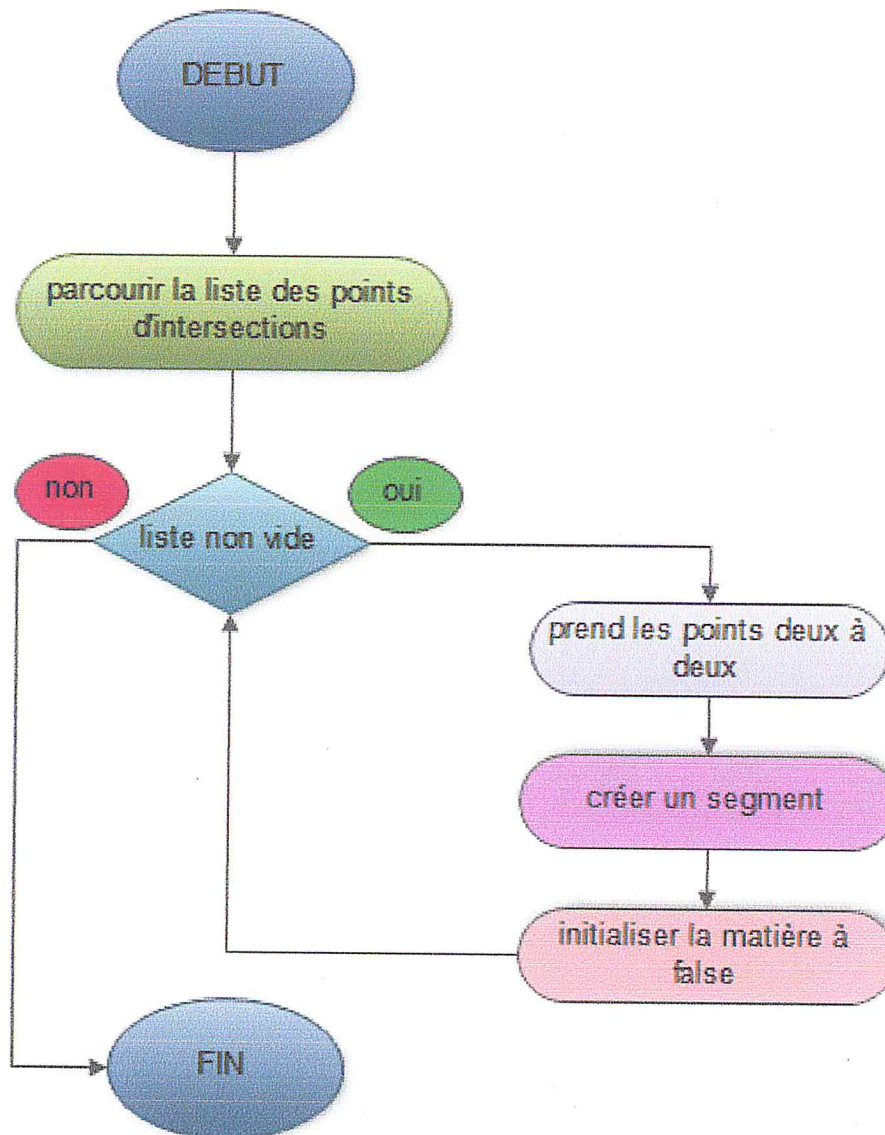 DEBUT
parcourir la liste des points
d'intersections
non
oui
liste non vide
prend les points deux à
deux
créer un segment
initialiser la matière à
false
FIN